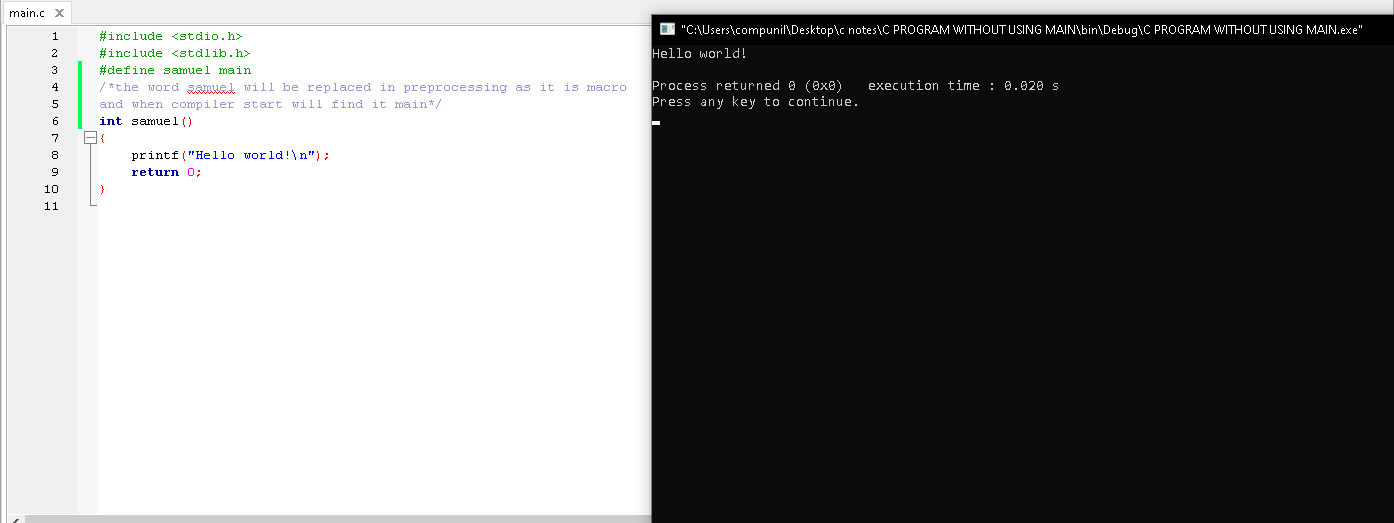 main.c X
1 #include <stdio.h>
2 #include <stdlib.h>
3 #define samuel main
4 /*the word samuel will be replaced in preprocessing as it is macro
5 and when compiler start will find it main*/
6 int samuel()
7 {
8 printf("Hello world!\n");
9 return 0;
10 }
11
"C:\Users\compunil\Desktop\c notes\C PROGRAM WITHOUT USING MAIN\bin\Debug\C PROGRAM WITHOUT USING MAIN.exe"
Hello world!
Process returned 0 (0x0) execution time : 0.020 s
Press any key to continue.